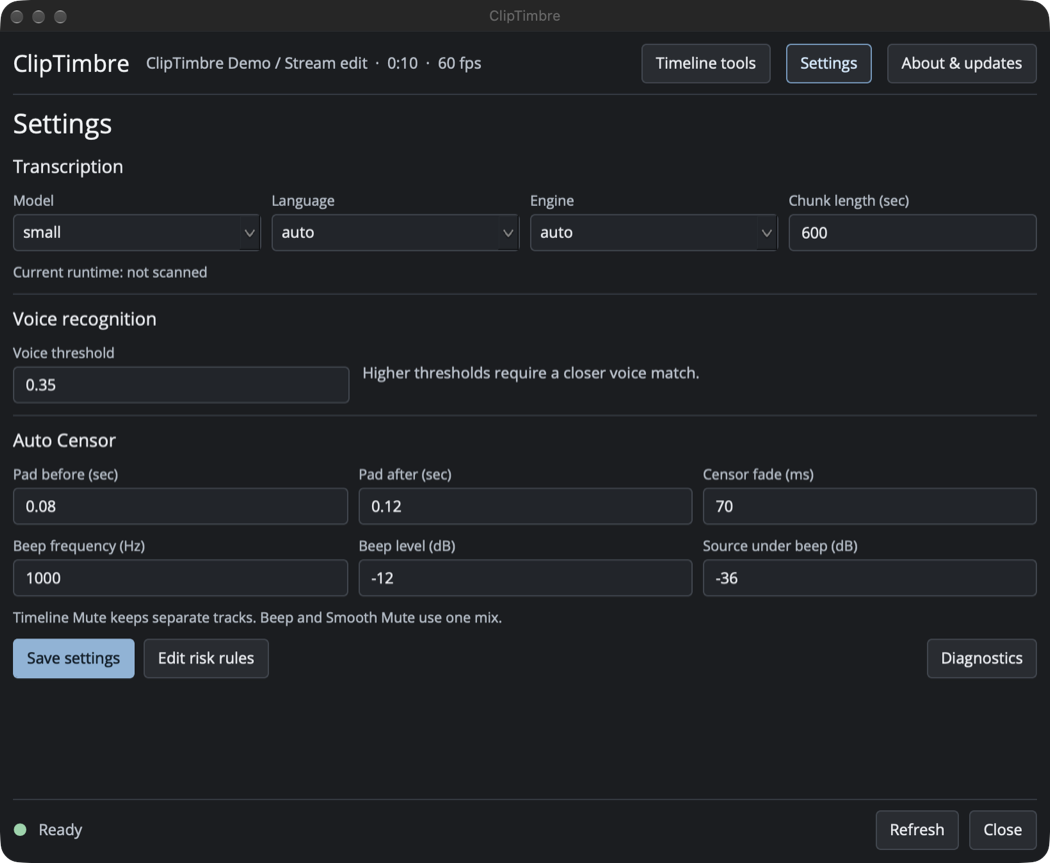 ClipTimbre
ClipTimbre ClipTimbre Demo / Stream edit · 0:10 · 60 fps Timeline tools Settings About & updates
Settings
Transcription
Model Language Engine Chunk length (sec)
small auto auto 600
Current runtime: not scanned
Voice recognition
Voice threshold
0.35 Higher thresholds require a closer voice match.
Auto Censor
Pad before (sec) Pad after (sec) Censor fade (ms)
0.08 0.12 70
Beep frequency (Hz) Beep level (dB) Source under beep (dB)
1000 -12 -36
Timeline Mute keeps separate tracks. Beep and Smooth Mute use one mix.
Save settings Edit risk rules Diagnostics
Ready Refresh Close